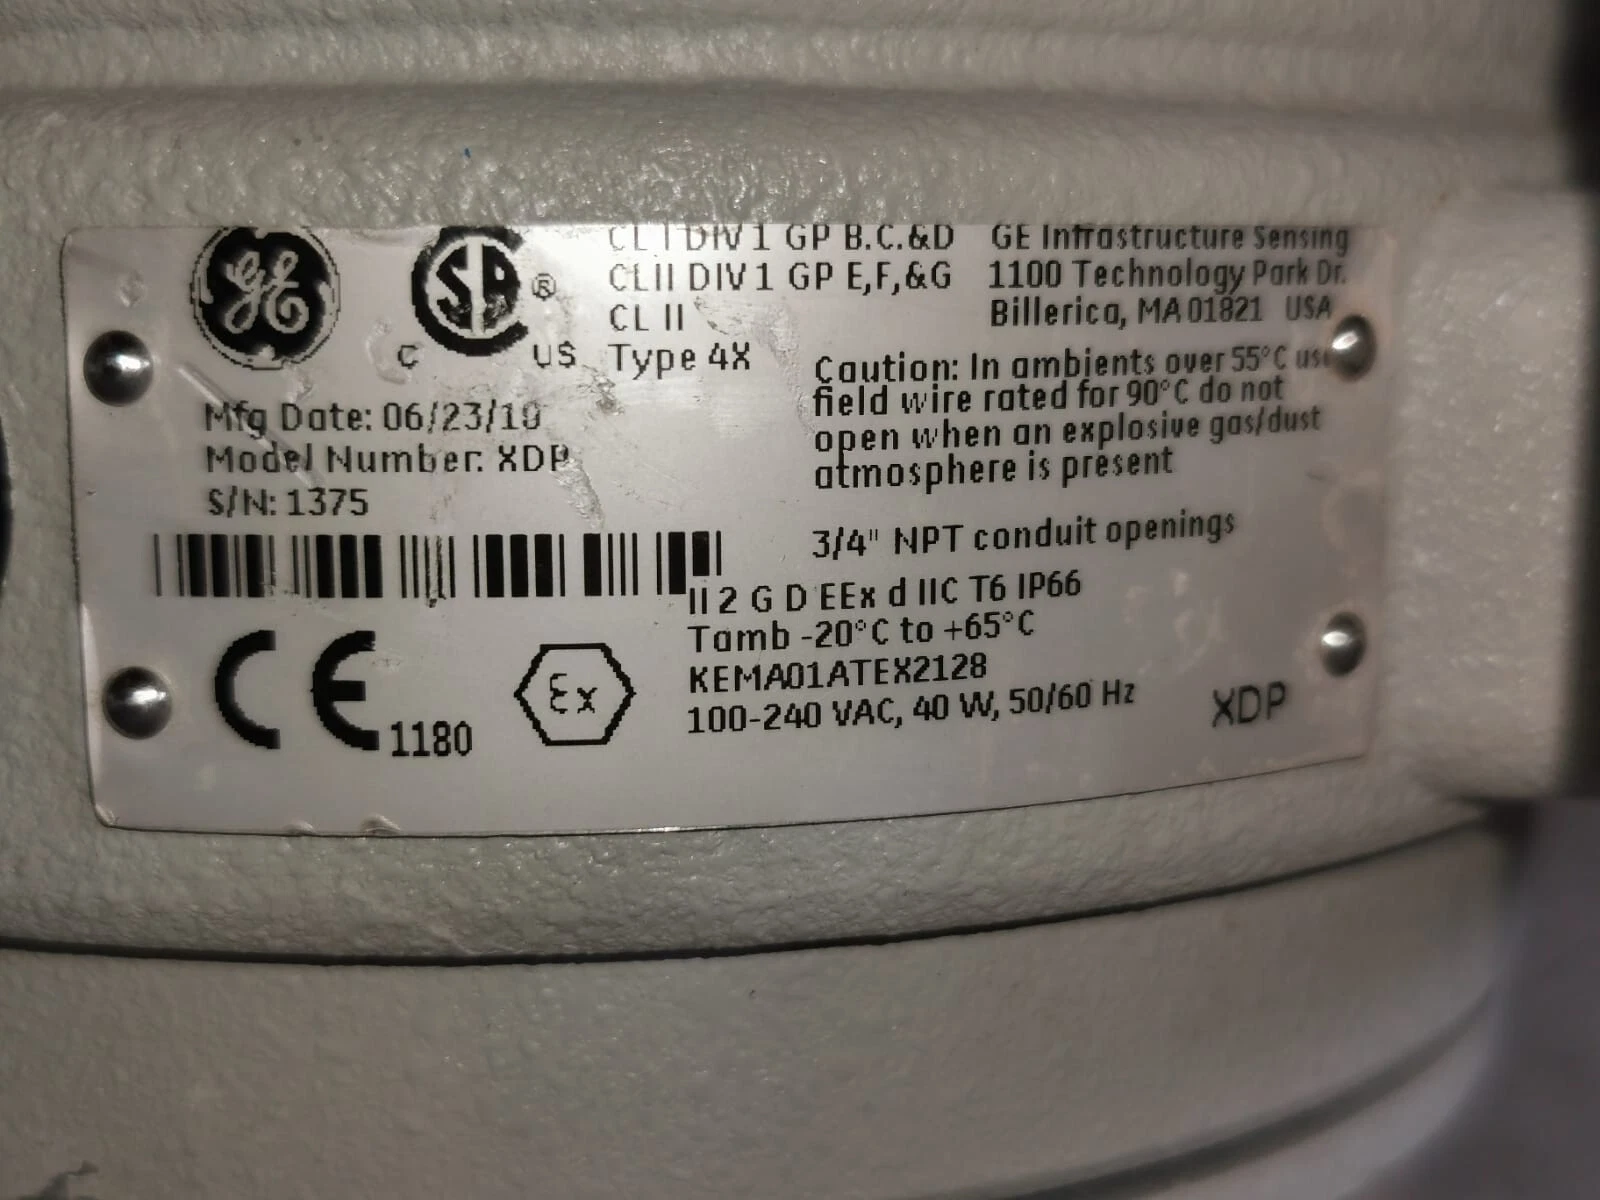 GE
C SA ® US
CL I DIV 1 GP B.C.&D
CL II DIV 1 GP E,F,&G
CL II
Type 4X
GE Infrastructure Sensing
1100 Technology Park Dr.
Billerica, MA 01821 USA
Caution: In ambients over 55°C
field wire rated for 90°C do not
open when an explosive gas/dust
atmosphere is present
Mfg Date: 06/23/10
Model Number: XDP
S/N: 1375
3/4" NPT conduit openings
II 2 G D EEx d IIC T6 IP66
Tamb -20°C to +65°C
KEMA01ATEX2128
100-240 VAC, 40 W, 50/60 Hz
CE 1180
Ex
XDP